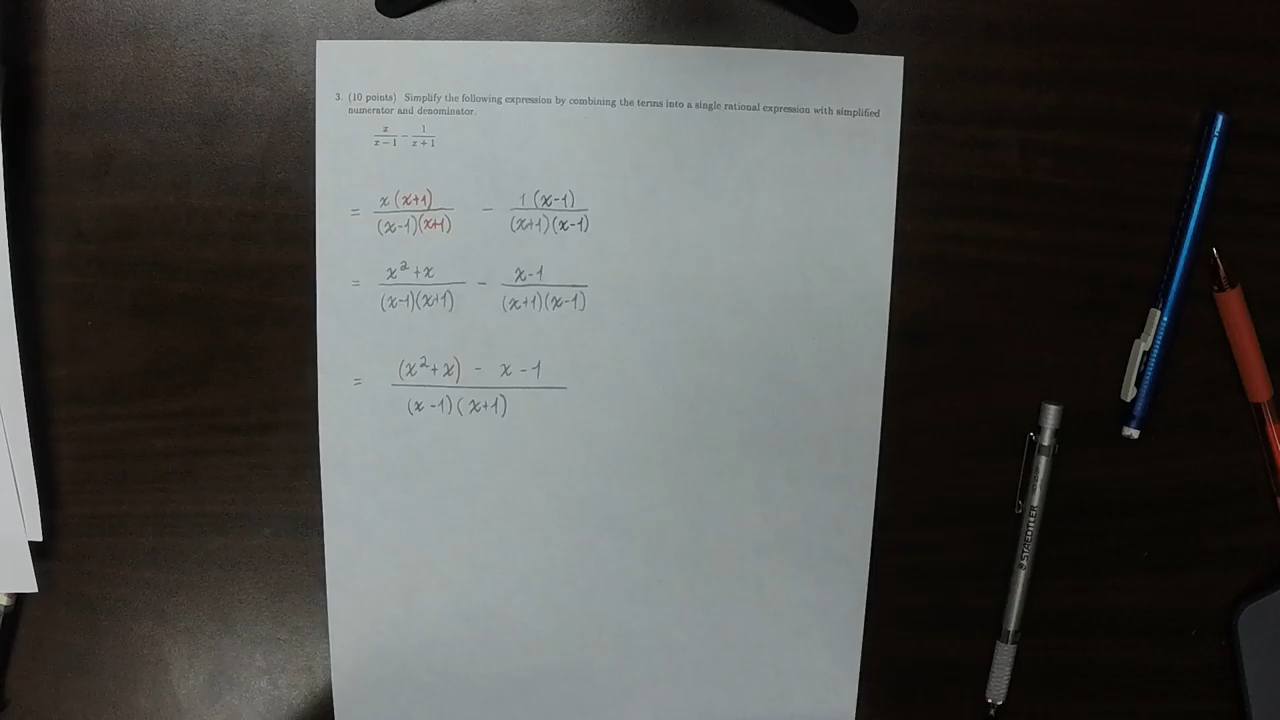 3. (10 points) Simplify the following expression by combining the terms into a single rational expression with simplified
numerator and denominator.
x/(x − 1) − 1/(x + 1)
= x(x+1)/((x-1)(x+1)) - 1(x-1)/((x+1)(x-1))
= (x²+x)/((x-1)(x+1)) - (x-1)/((x+1)(x-1))
= ((x²+x) - x-1)/((x-1)(x+1))
STAEDTLER